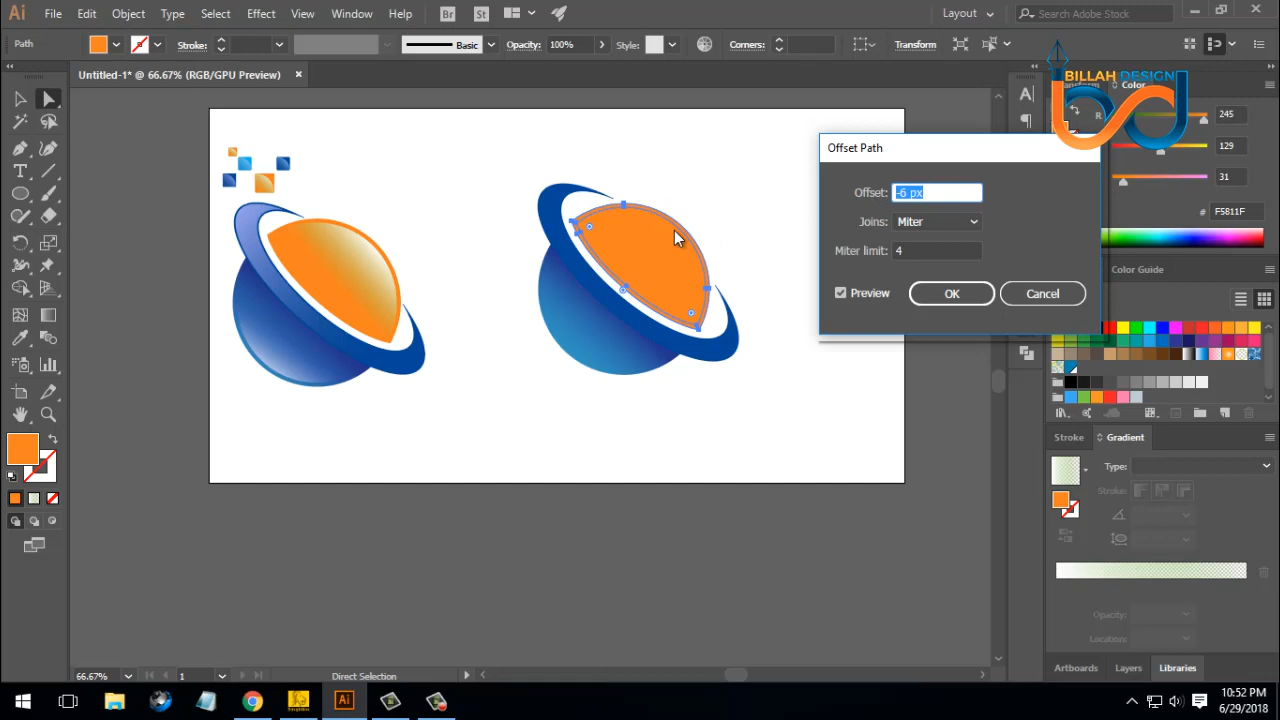 Ai File Edit Object Type Select Effect View Window Help Br St Layout Search Adobe Stock
Path Stroke: Basic Opacity: 100% Style: Corners: Transform
Untitled-1* @ 66.67% (RGB/GPU Preview)
BILLAH DESIGN
Color
R 245
129
31
# F5811F
Offset Path
Offset: -6 px
Joins: Miter
Miter limit: 4
Preview OK Cancel
Color Guide
Stroke Gradient
Type:
Stroke:
Opacity:
Location:
Artboards Layers Libraries
66.67% 1 Direct Selection
Ai
10:52 PM
6/29/2018